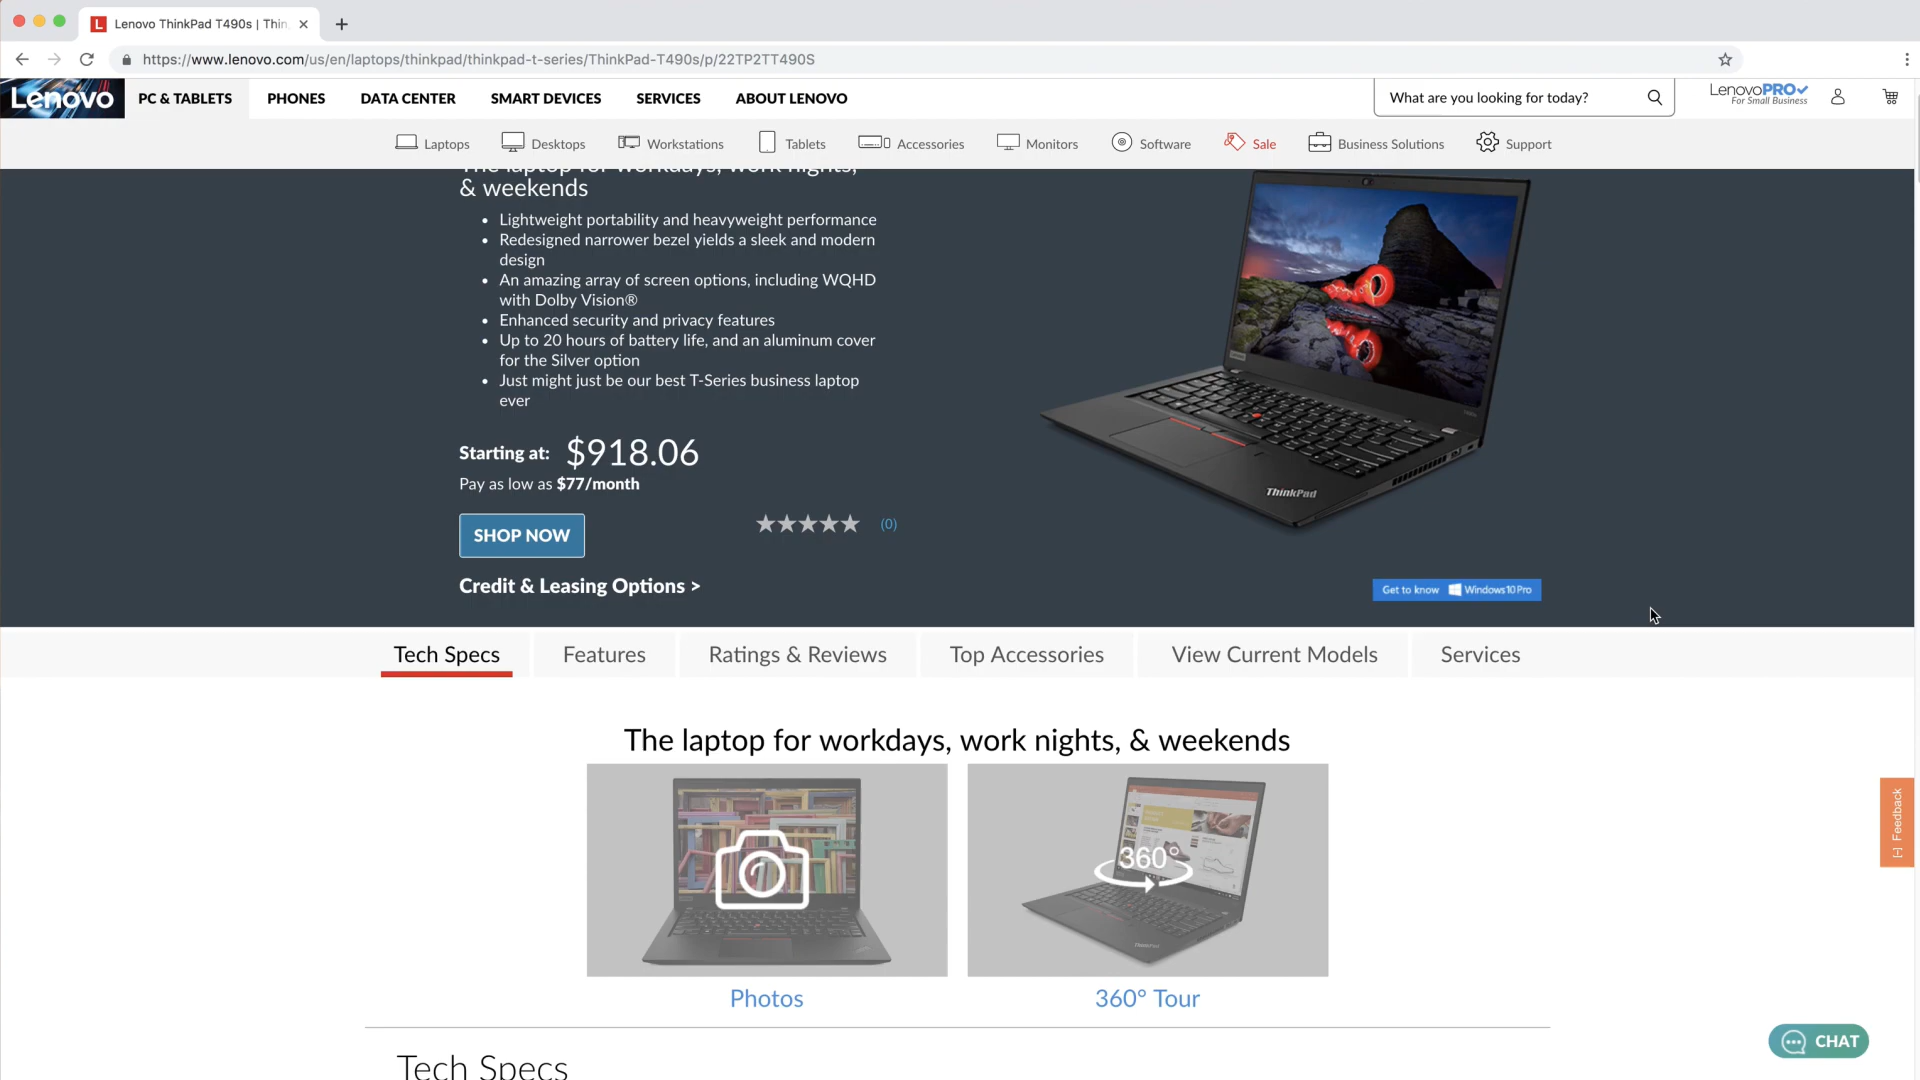 Lenovo ThinkPad T490s | Thin
https://www.lenovo.com/us/en/laptops/thinkpad/thinkpad-t-series/ThinkPad-T490s/p/22TP2TT490S
Lenovo
PC & TABLETS
PHONES
DATA CENTER
SMART DEVICES
SERVICES
ABOUT LENOVO
What are you looking for today?
LenovoPRO
For Small Business
Laptops
Desktops
Workstations
Tablets
Accessories
Monitors
Software
Sale
Business Solutions
Support
The laptop for workdays, work nights,
& weekends
• Lightweight portability and heavyweight performance
• Redesigned narrower bezel yields a sleek and modern
design
• An amazing array of screen options, including WQHD
with Dolby Vision®
• Enhanced security and privacy features
• Up to 20 hours of battery life, and an aluminum cover
for the Silver option
• Just might just be our best T-Series business laptop
ever
Starting at: $918.06
Pay as low as $77/month
SHOP NOW
(0)
Credit & Leasing Options >
ThinkPad
Get to know Windows 10 Pro
Tech Specs
Features
Ratings & Reviews
Top Accessories
View Current Models
Services
The laptop for workdays, work nights, & weekends
360°
Photos
360° Tour
[-] Feedback
Tech Specs
CHAT